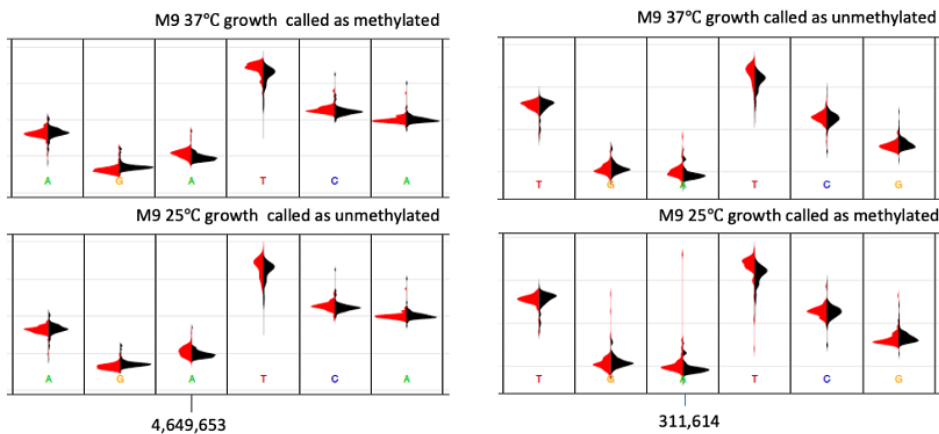 M9 37°C growth called as methylated
A G A T C A
M9 25°C growth called as unmethylated
A G A T C A
4,649,653
M9 37°C growth called as unmethylated
T G A T C G
M9 25°C growth called as methylated
T G A T C G
311,614